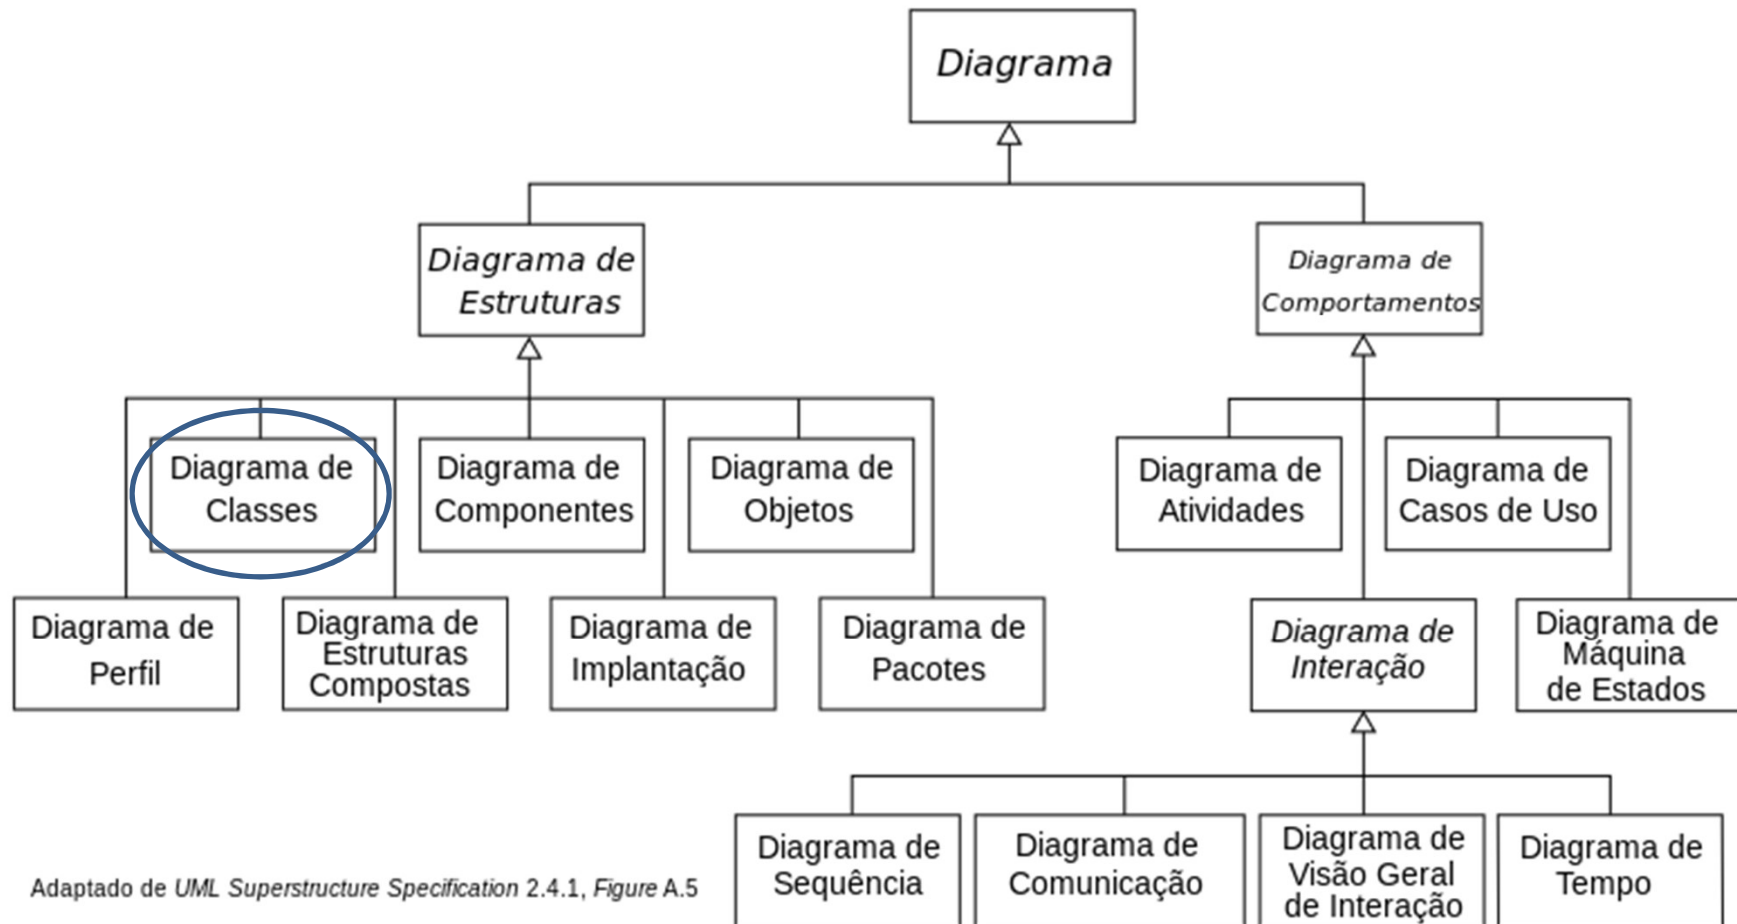 Diagrama
Diagrama de
Estruturas
Diagrama de
Comportamentos
Diagrama de
Classes
Diagrama de
Componentes
Diagrama de
Objetos
Diagrama de
Atividades
Diagrama de
Casos de Uso
Diagrama de
Perfil
Diagrama de
Estruturas
Compostas
Diagrama de
Implantação
Diagrama de
Pacotes
Diagrama de
Interação
Diagrama de
Máquina
de Estados
Diagrama de
Sequência
Diagrama de
Comunicação
Diagrama de
Visão Geral
de Interação
Diagrama de
Tempo
Adaptado de UML Superstructure Specification 2.4.1, Figure A.5